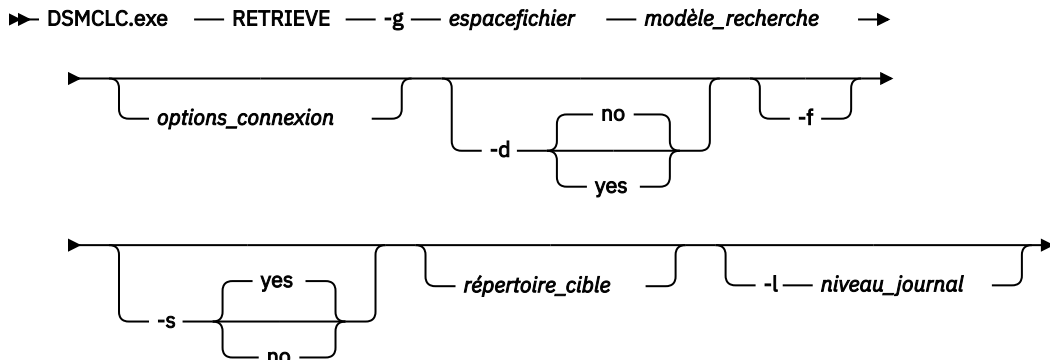 DSMCLC.exe RETRIEVE -g espacefichier modèle_recherche
options_connexion -d no yes -f
-s yes no répertoire_cible -l niveau_journal